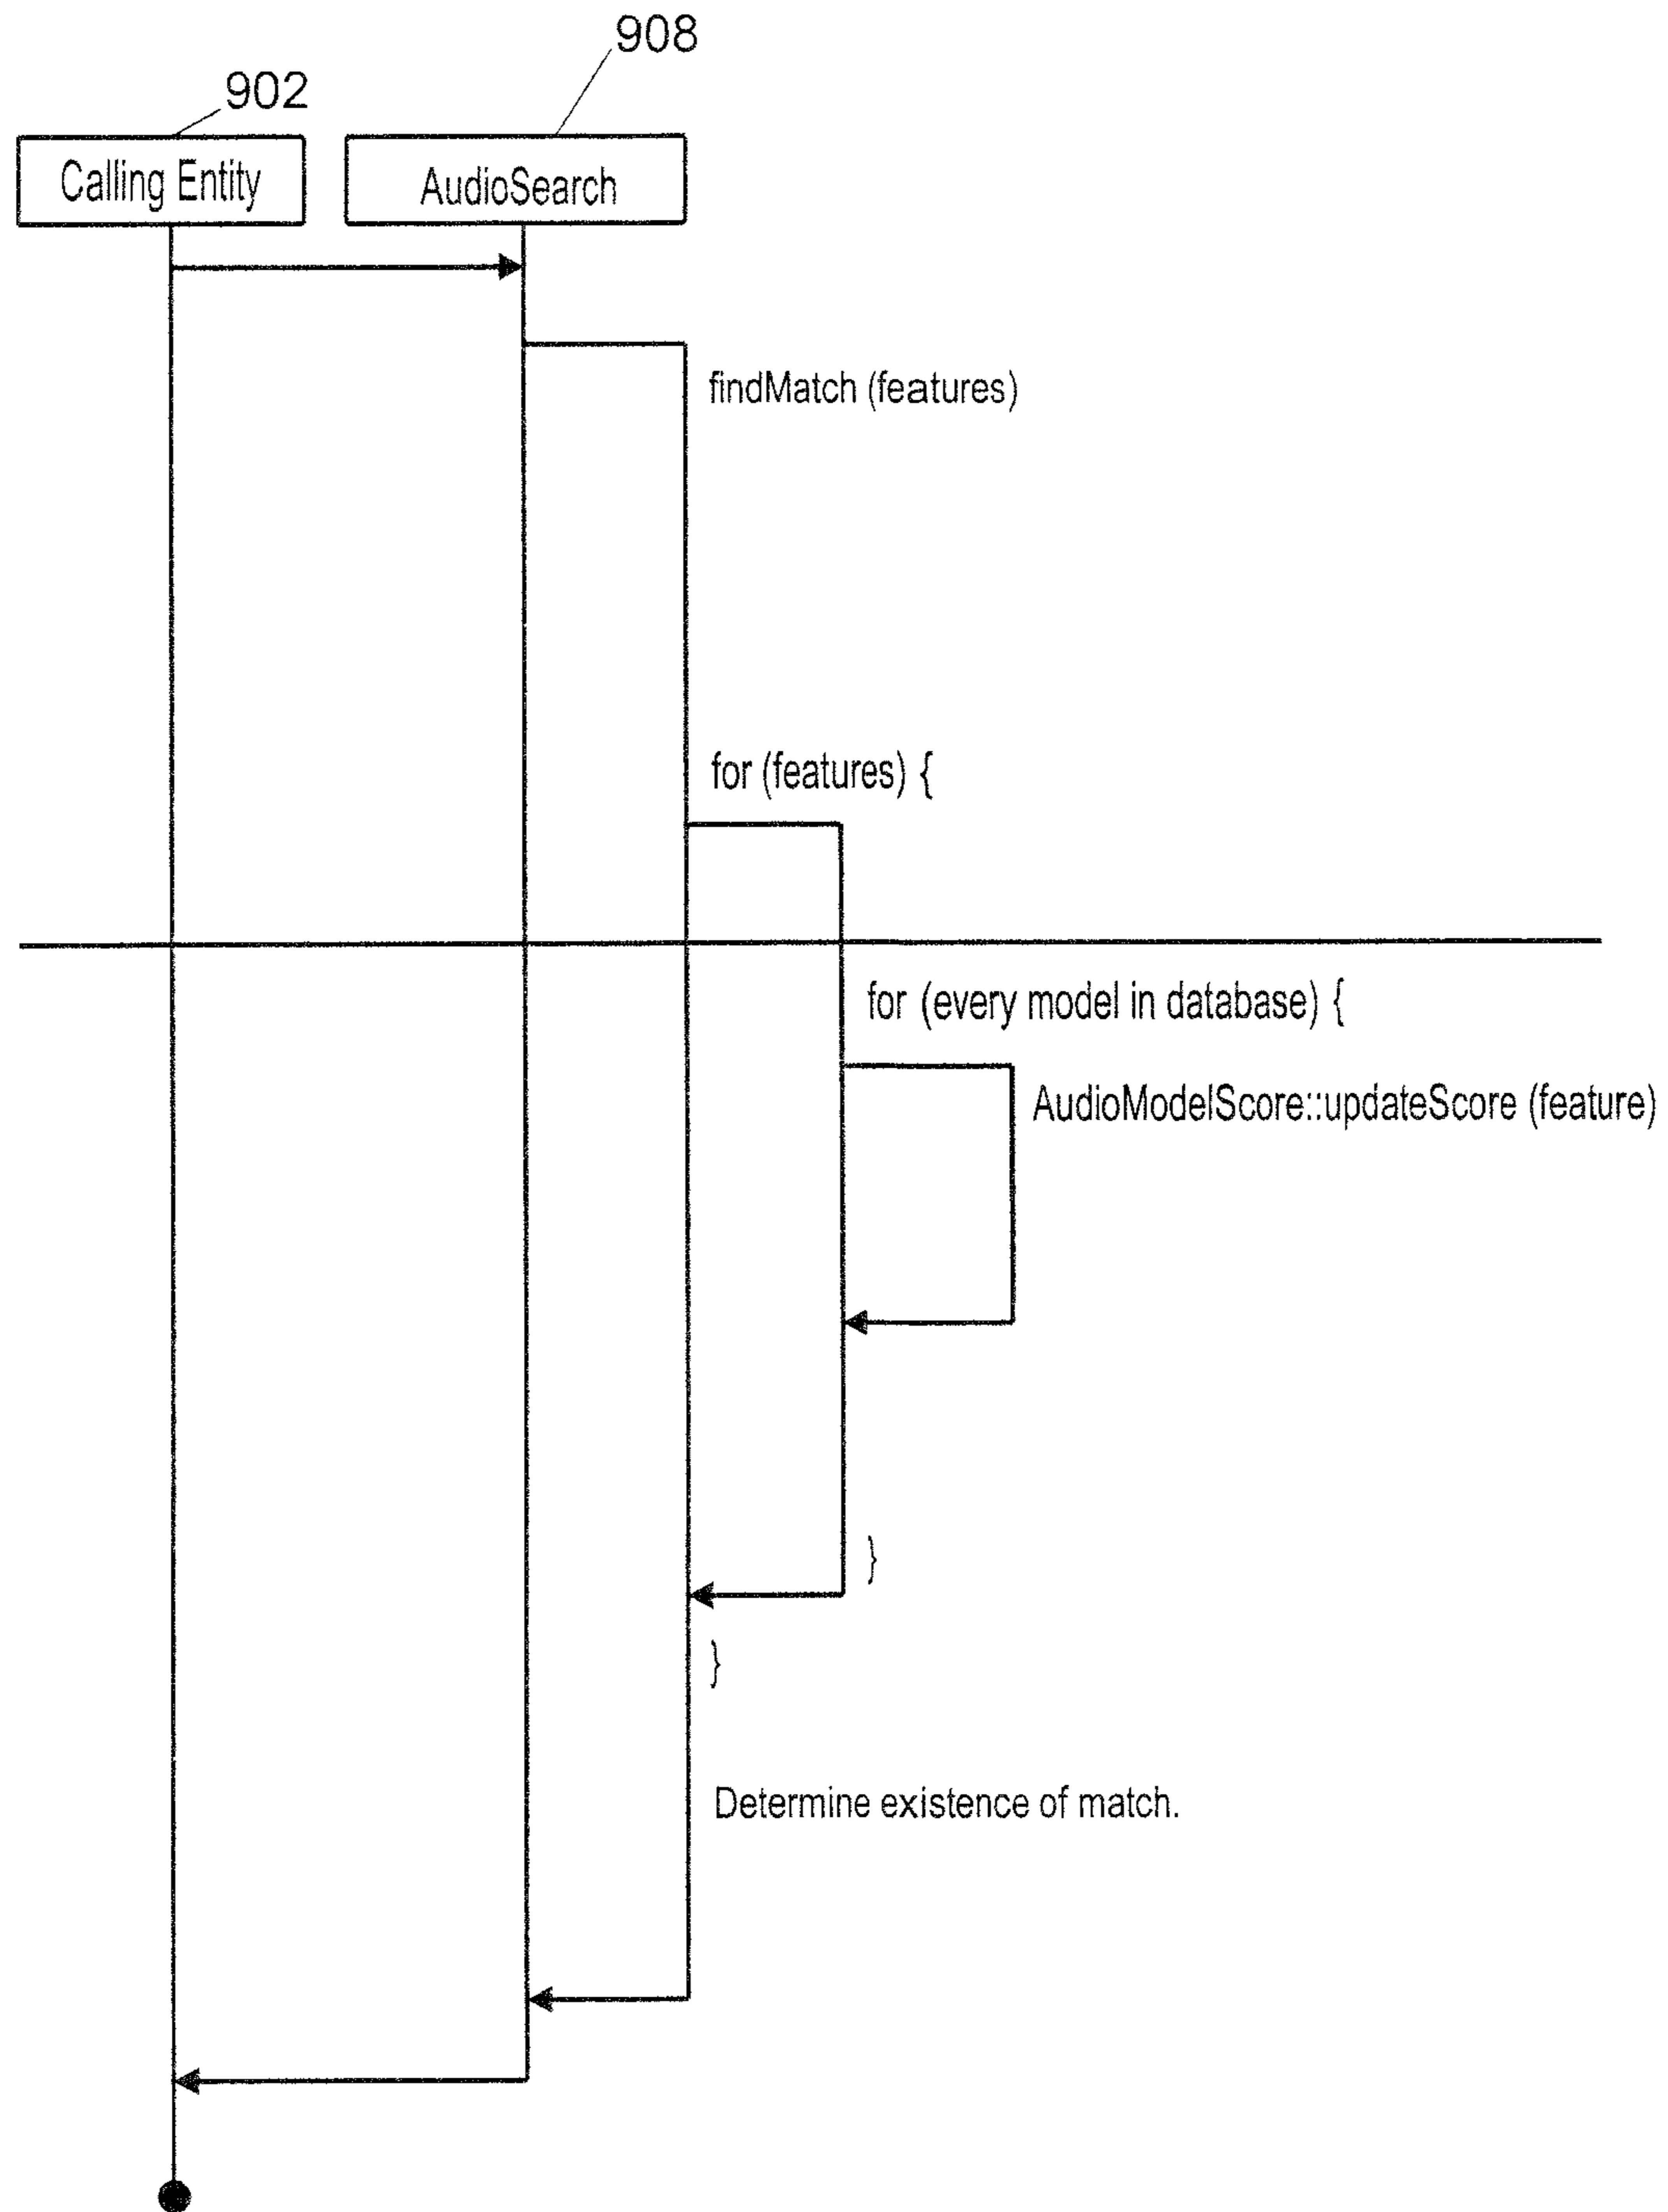 908
902
Calling Entity
AudioSearch
findMatch (features)
for (features) {
for (every model in database) {
AudioModelScore::updateScore (feature)
}
}
Determine existence of match.